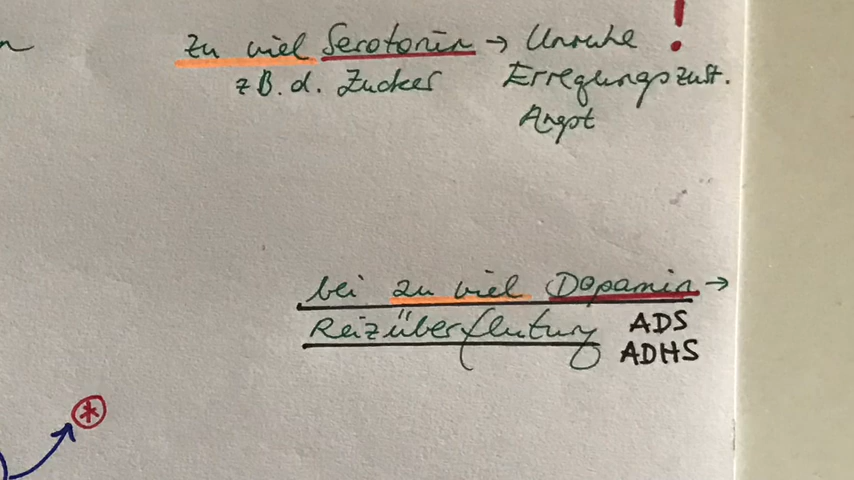 zu viel Serotonin → Unruhe !
z.B. d. Zucker Erregungszust.
Angst
bei zu viel Dopamin →
Reizüberflutung ADS
ADHS